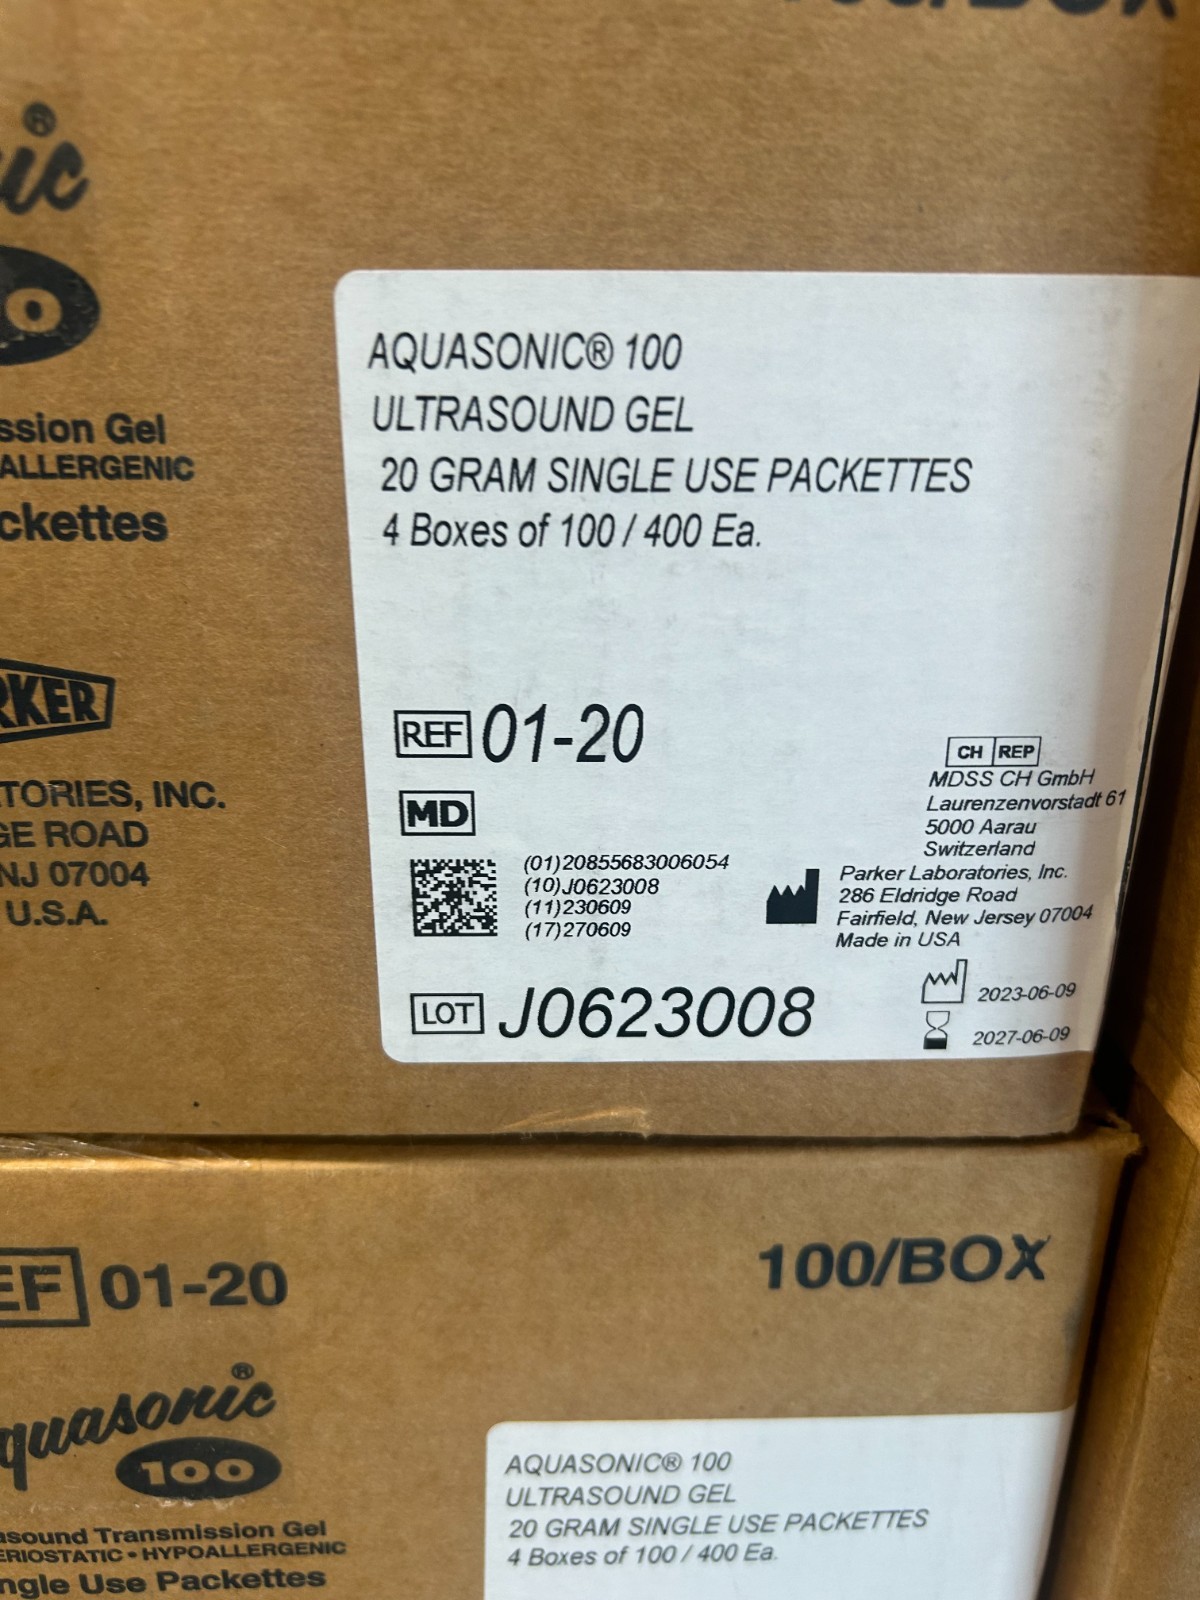 ic®
ssion Gel
ALLERGENIC
ckettes
RKER
TORIES, INC.
GE ROAD
NJ 07004
U.S.A.
AQUASONIC® 100
ULTRASOUND GEL
20 GRAM SINGLE USE PACKETTES
4 Boxes of 100 / 400 Ea.
REF 01-20
MD
(01)20855683006054
(10)J0623008
(11)230609
(17)270609
LOT J0623008
CH REP
MDSS CH GmbH
Laurenzenvorstadt 61
5000 Aarau
Switzerland
Parker Laboratories, Inc.
286 Eldridge Road
Fairfield, New Jersey 07004
Made in USA
2023-06-09
2027-06-09
EF 01-20
100/BOX
quasonic®
100
asound Transmission Gel
ERIOSTATIC • HYPOALLERGENIC
ngle Use Packettes
AQUASONIC® 100
ULTRASOUND GEL
20 GRAM SINGLE USE PACKETTES
4 Boxes of 100 / 400 Ea.